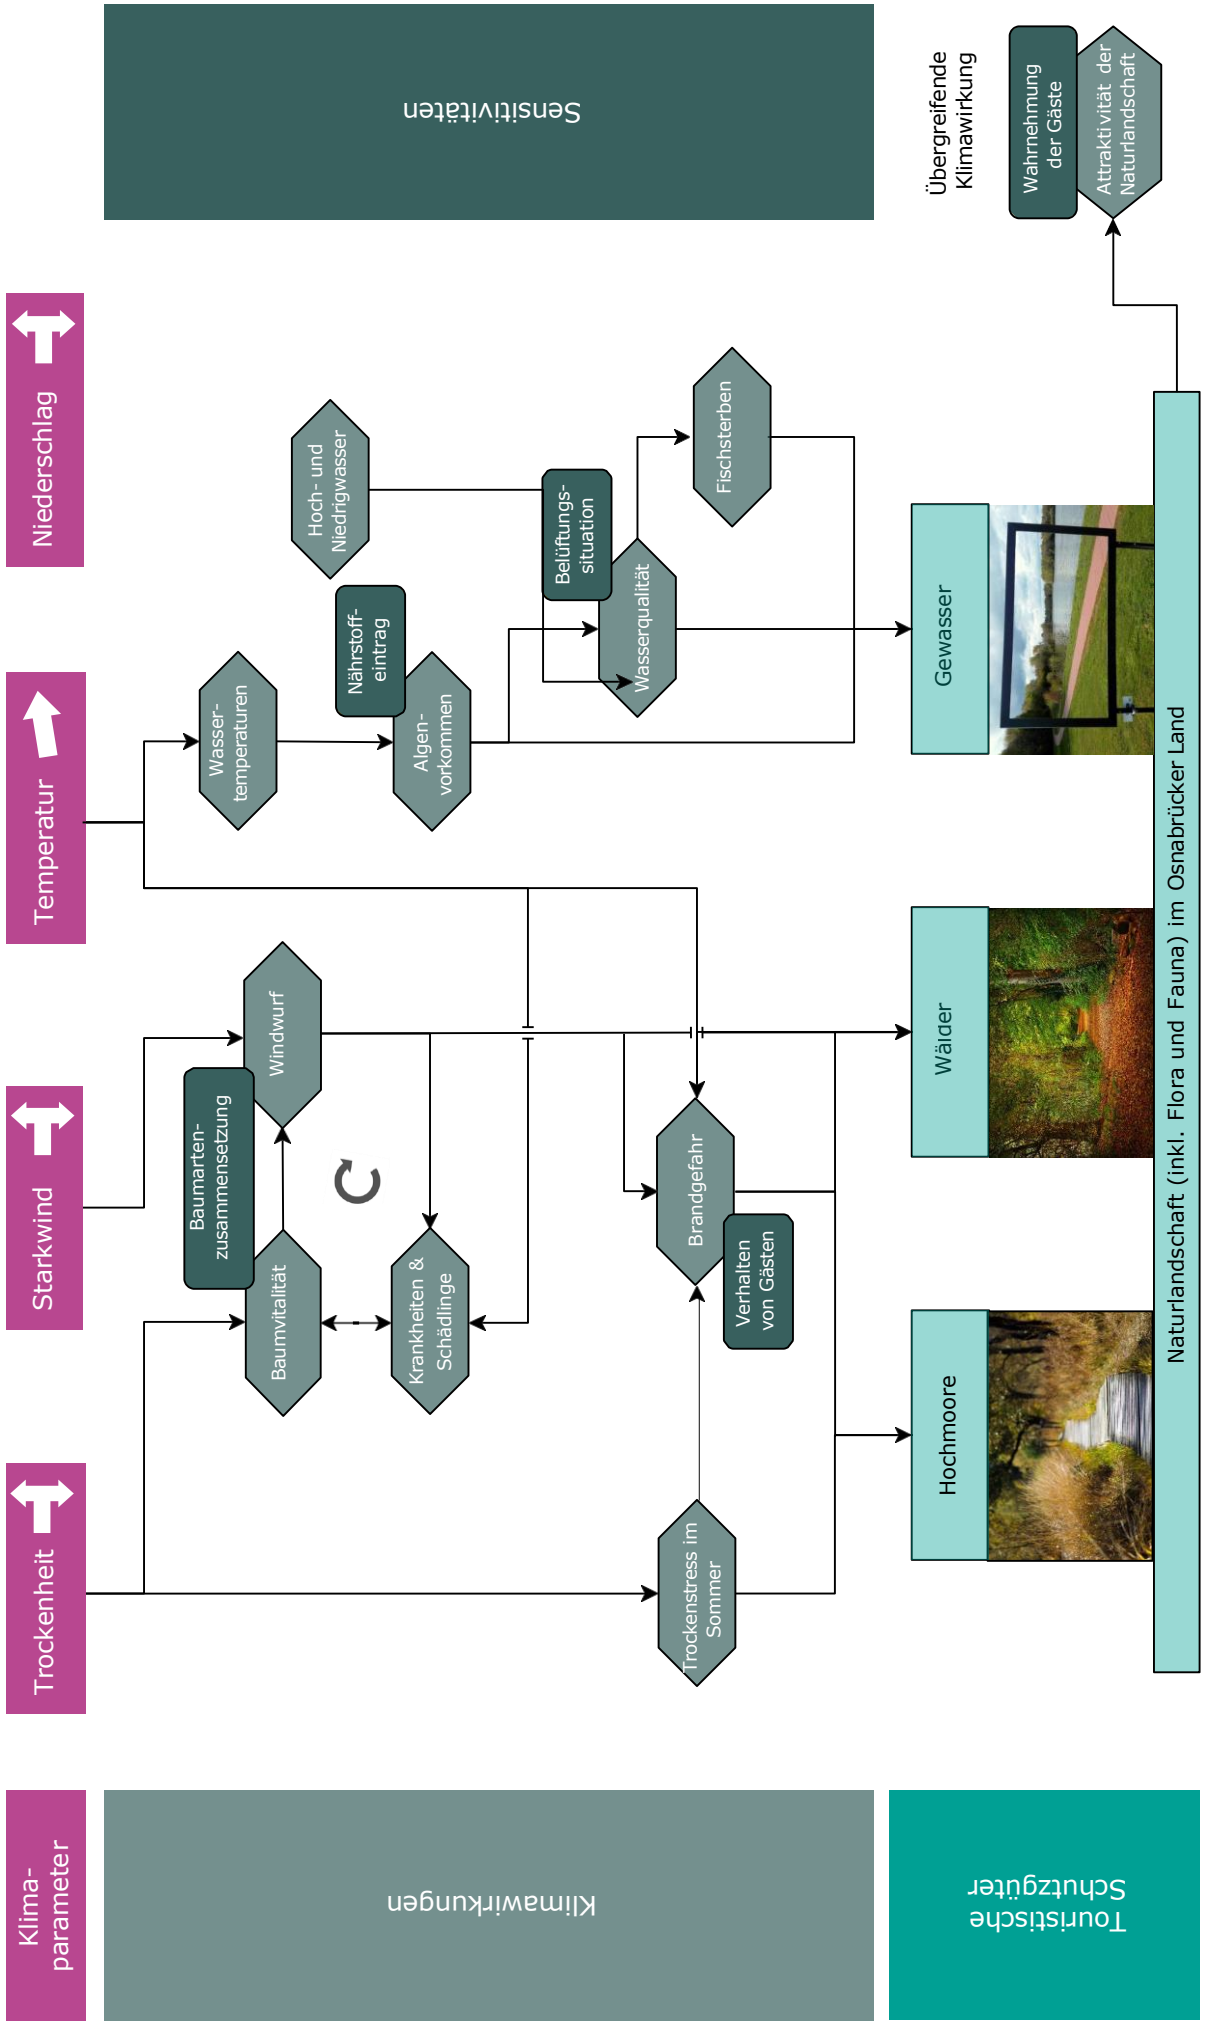 Klima-
parameter
Trockenheit
Starkwind
Temperatur
Niederschlag
Klimawirkungen
Sensitivitäten
Baumarten-
zusammensetzung
Baumvitalität
Windwurf
Krankheiten &
Schädlinge
Wasser-
temperaturen
Hoch- und
Niedrigwasser
Nährstoff-
eintrag
Algen-
vorkommen
Belüftungs-
situation
Wasserqualität
Fischsterben
Trockenstress im
Sommer
Brandgefahr
Verhalten
von Gästen
Touristische
Schutzgüter
Hochmoore
Wälder
Gewässer
Naturlandschaft (inkl. Flora und Fauna) im Osnabrücker Land
Übergreifende
Klimawirkung
Wahrnehmung
der Gäste
Attraktivität der
Naturlandschaft